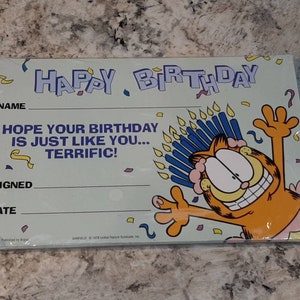 HAPPY BIRTHDAY
NAME
HOPE YOUR BIRTHDAY
IS JUST LIKE YOU...
TERRIFIC!
SIGNED
DATE